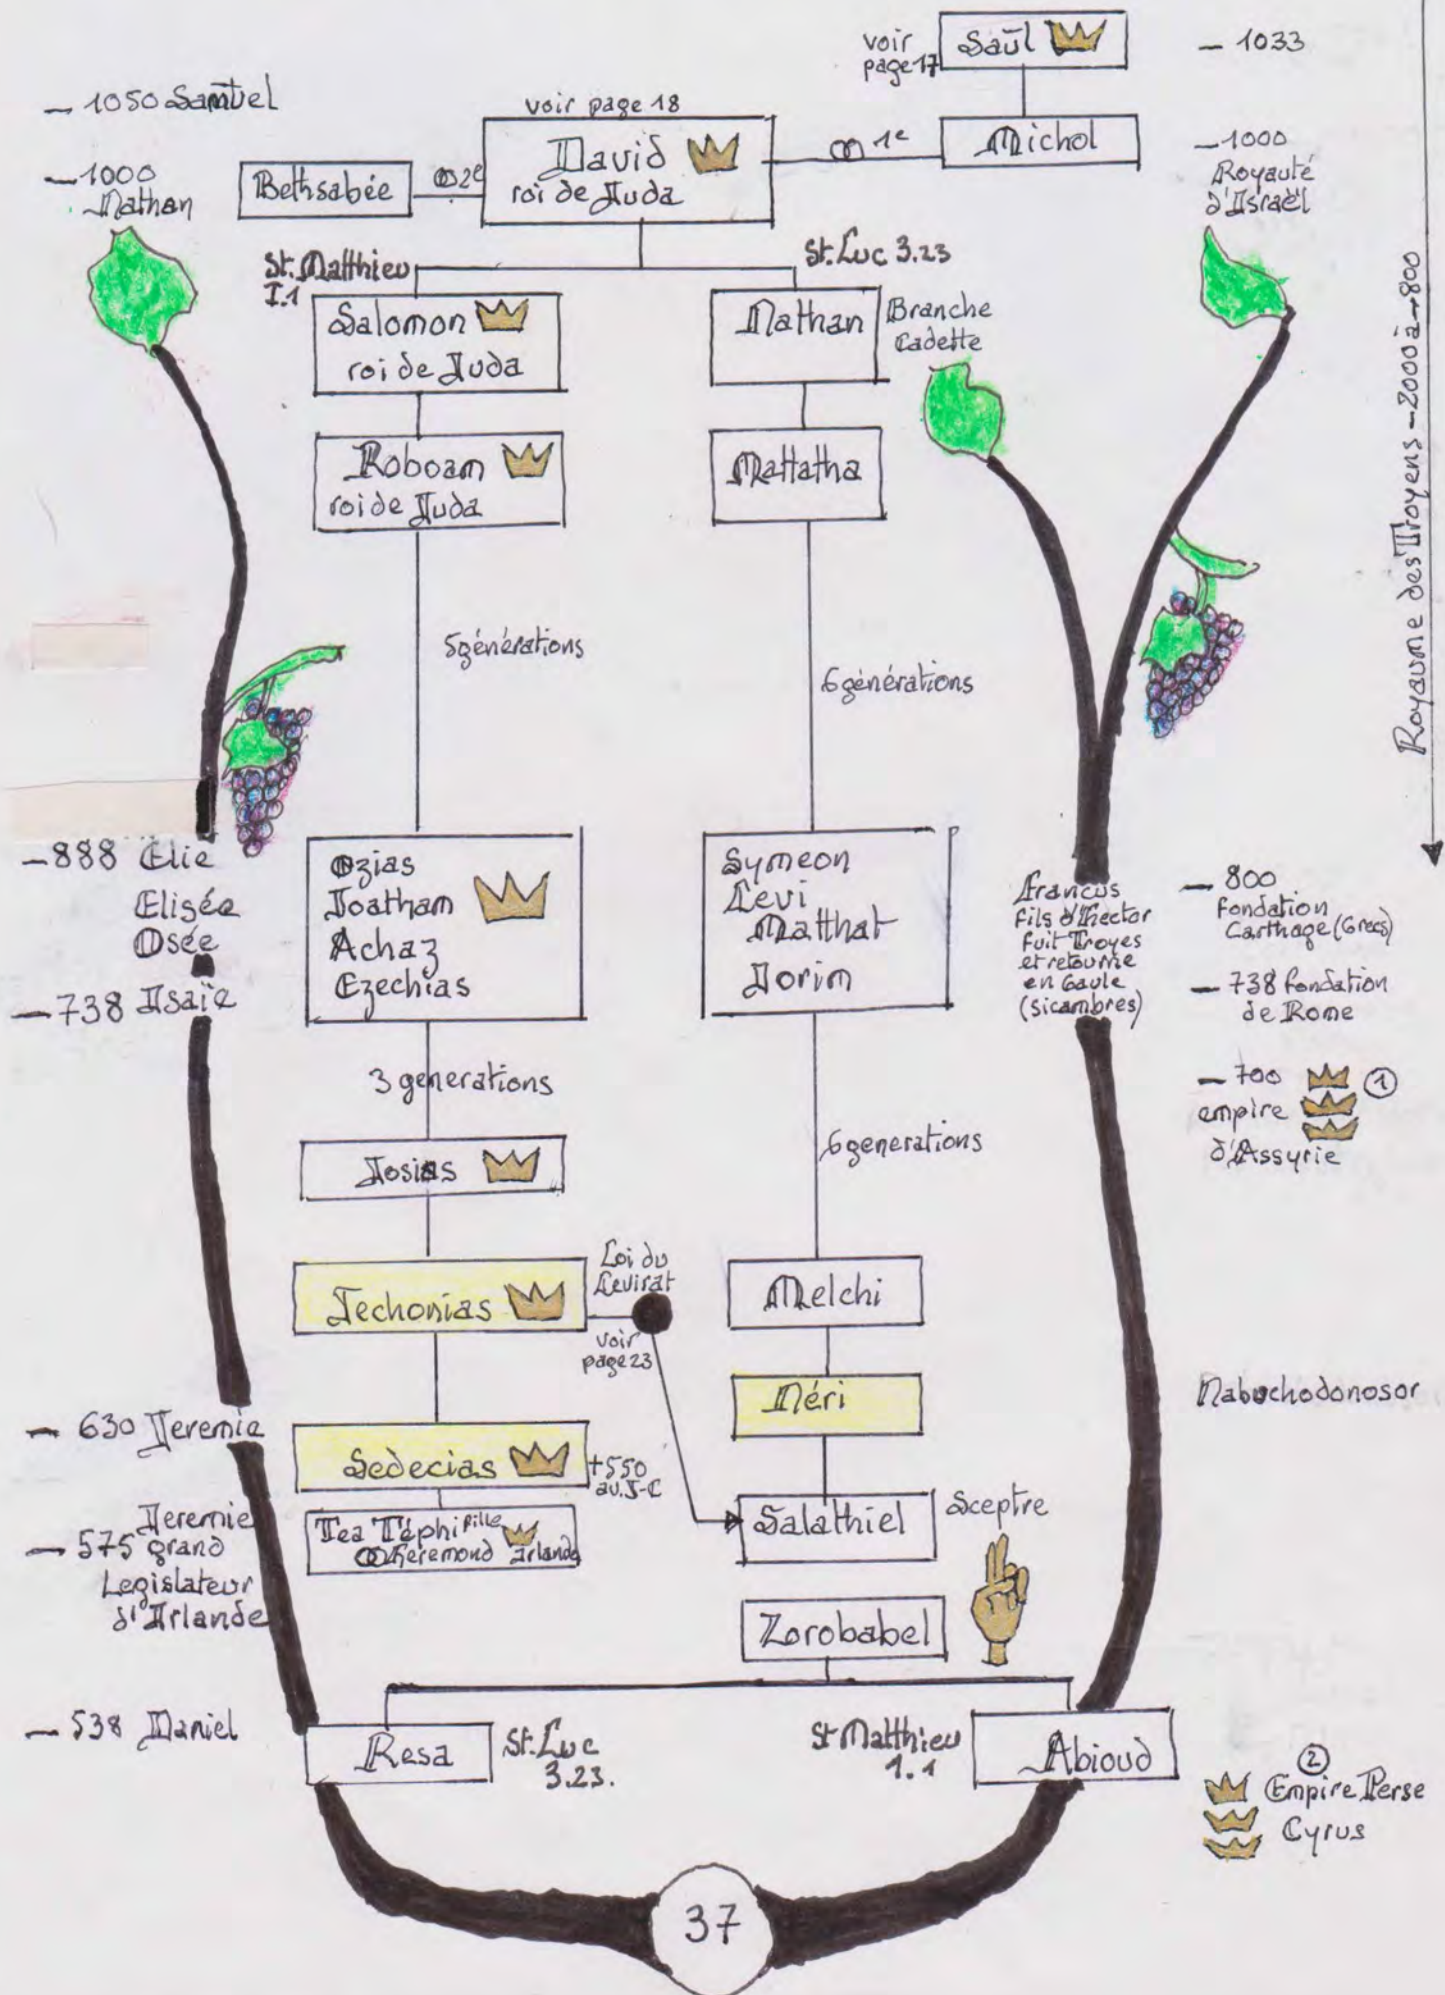 voir
page 17
Saül
– 1033
– 1050 Samuel
voir page 18
David
roi de Juda
1e
Michol
– 1000
Royauté
d'Israël
– 1000
Nathan
Bethsabée
2e
St. Matthieu
I.1
St. Luc 3.23
Salomon
roi de Juda
Nathan
Branche
Cadette
Roboam
roi de Juda
Mattatha
Royaume des Troyens – 2000 à – 800
5 générations
6 générations
– 888 Elie
Elisée
Osée
– 738 Isaïe
Ozias
Joatham
Achaz
Ezechias
Symeon
Levi
Matthat
Jorim
Francus
fils d'Hector
fuit Troyes
et retourne
en Gaule
(Sicambres)
– 800
fondation
Carthage (Grecs)
– 738 fondation
de Rome
– 700 1
empire
d'Assyrie
3 generations
6 generations
Josias
Jechonias
Loi du
Levirat
voir
page 23
Melchi
Néri
Nabuchodonosor
– 630 Jeremie
Sedecias
+550
av. J-C
Salathiel
Sceptre
Jeremie
– 575 grand
Legislateur
d'Irlande
Tea Téphi fille
Heremond Irlande
Zorobabel
– 538 Daniel
Resa
St. Luc
3.23.
St Matthieu
1.1
Abioud
2
Empire Perse
Cyrus
37